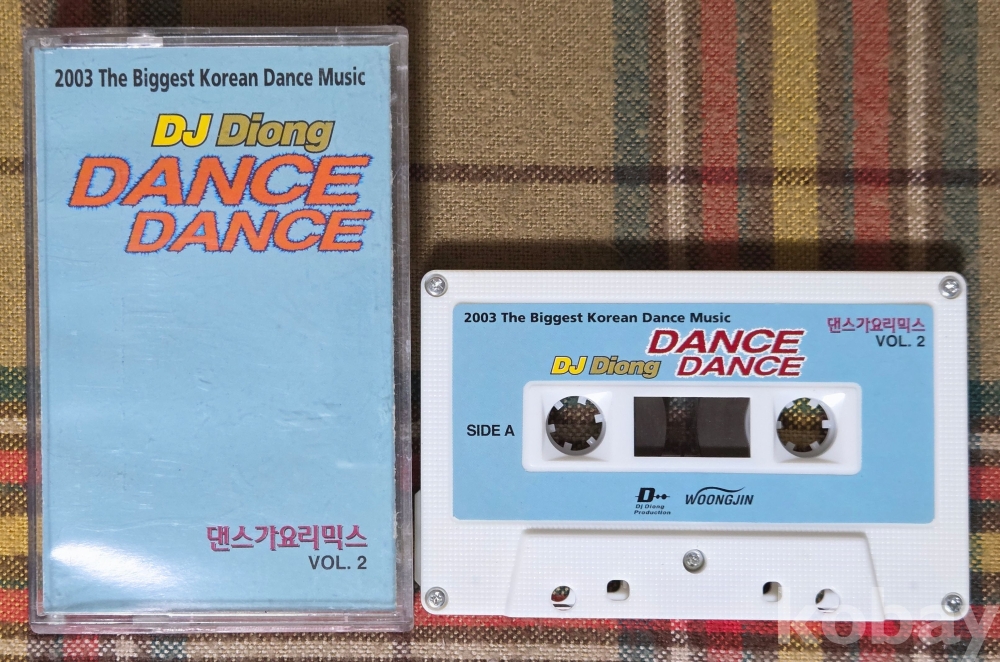 2003 The Biggest Korean Dance Music
DJ Diong
DANCE
DANCE
댄스가요리믹스
VOL. 2
2003 The Biggest Korean Dance Music
댄스가요리믹스
VOL. 2
DANCE
DJ Diong DANCE
SIDE A
D
Dj Diong
Production
WOONGJIN
kobay